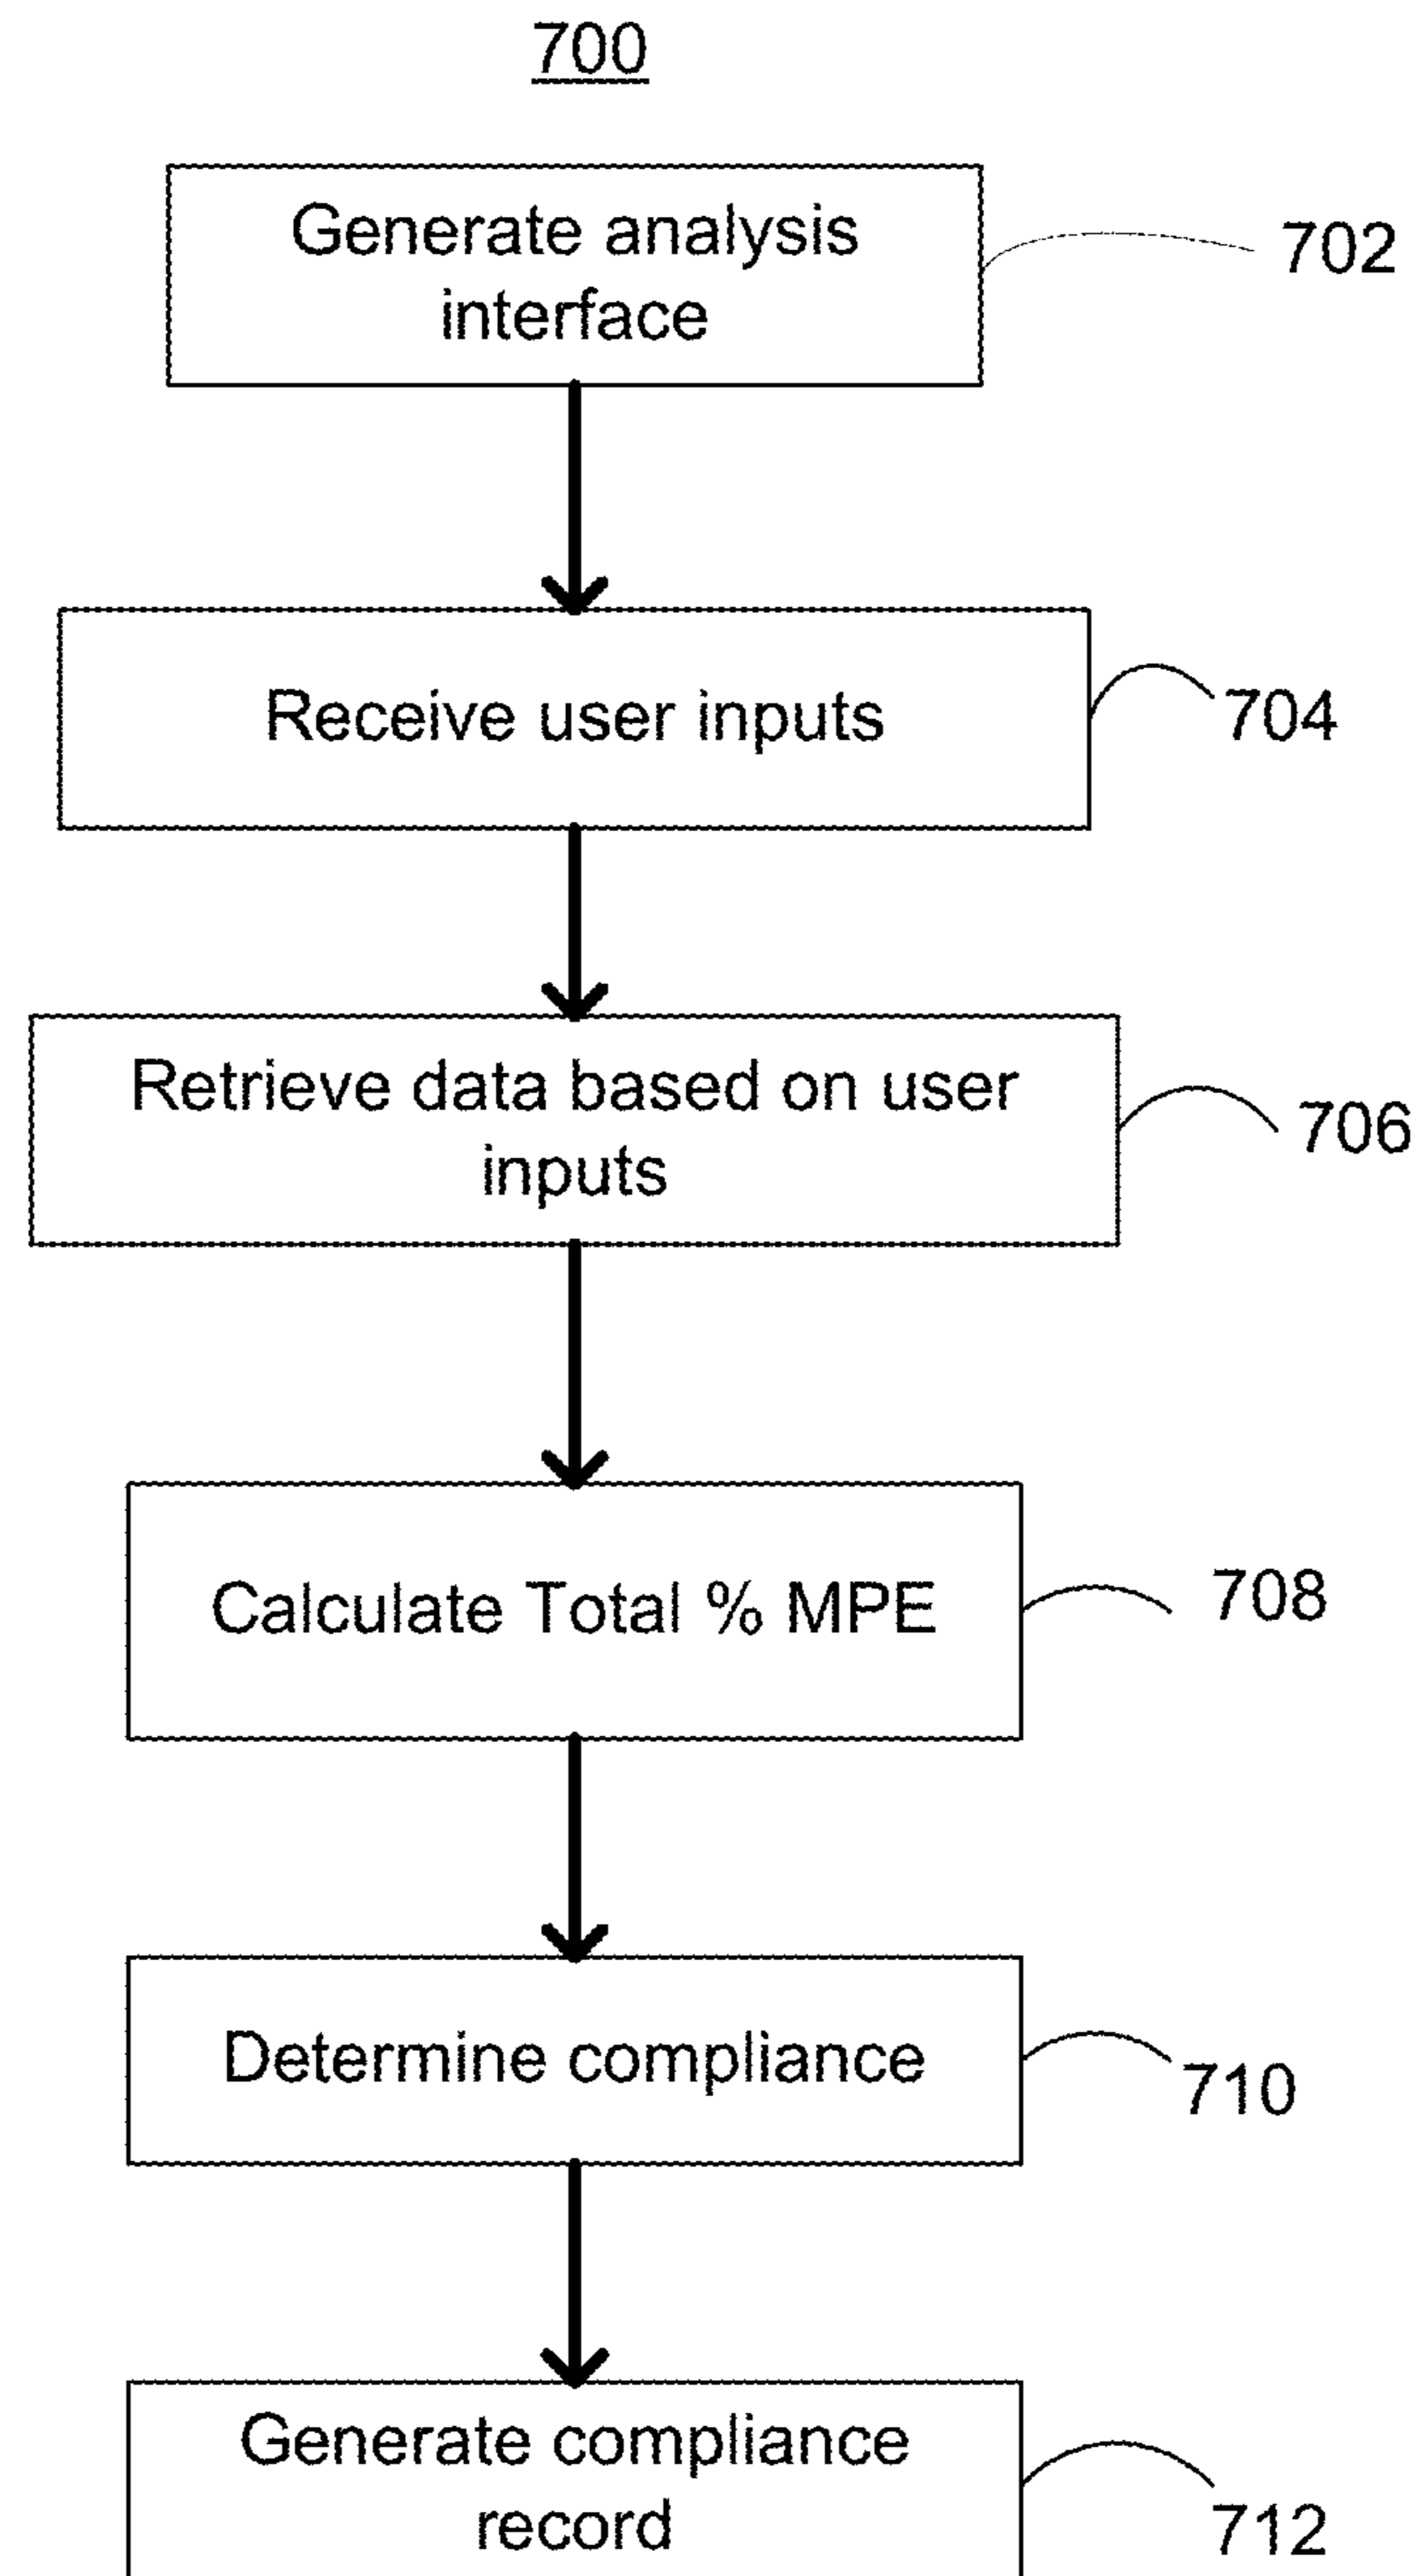 700
Generate analysis
interface
702
Receive user inputs
704
Retrieve data based on user
inputs
706
Calculate Total % MPE
708
Determine compliance
710
Generate compliance
record
712